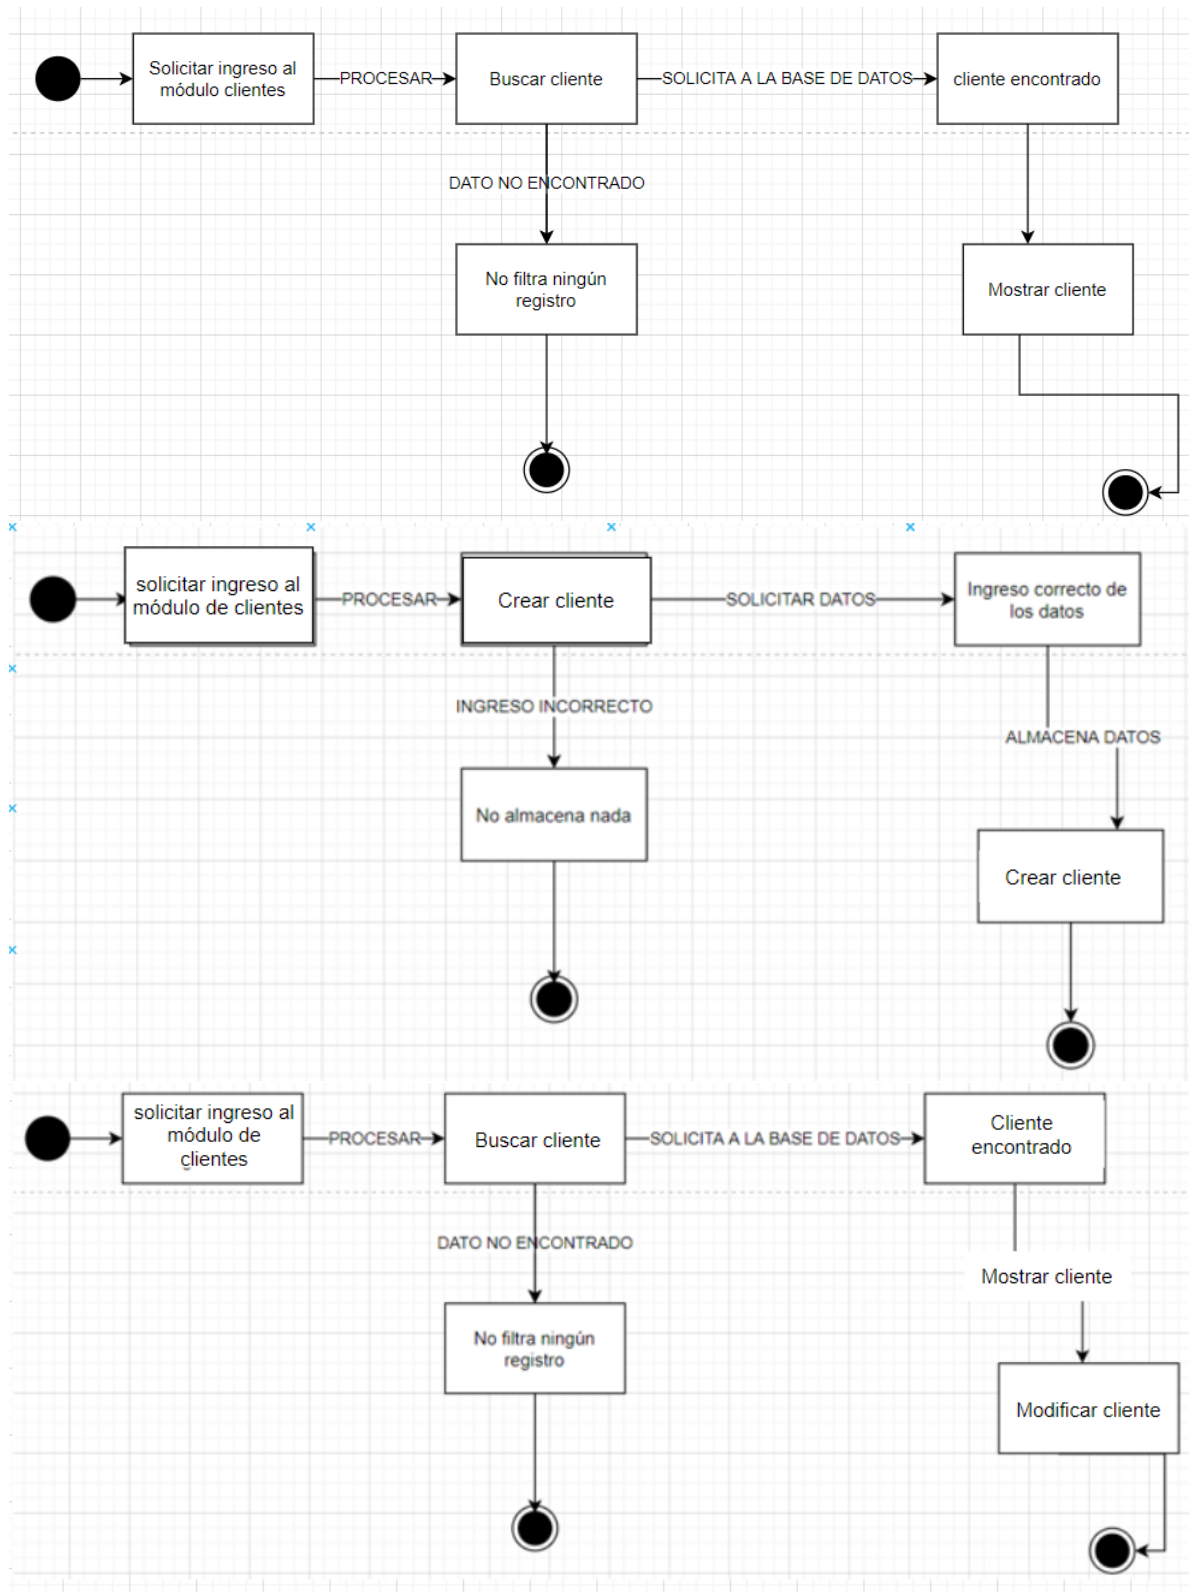 Solicitar ingreso al
módulo clientes
PROCESAR
Buscar cliente
SOLICITA A LA BASE DE DATOS
cliente encontrado
DATO NO ENCONTRADO
No filtra ningún
registro
Mostrar cliente
solicitar ingreso al
módulo de clientes
PROCESAR
Crear cliente
SOLICITAR DATOS
Ingreso correcto de
los datos
INGRESO INCORRECTO
ALMACENA DATOS
No almacena nada
Crear cliente
solicitar ingreso al
módulo de
clientes
PROCESAR
Buscar cliente
SOLICITA A LA BASE DE DATOS
Cliente
encontrado
DATO NO ENCONTRADO
Mostrar cliente
No filtra ningún
registro
Modificar cliente